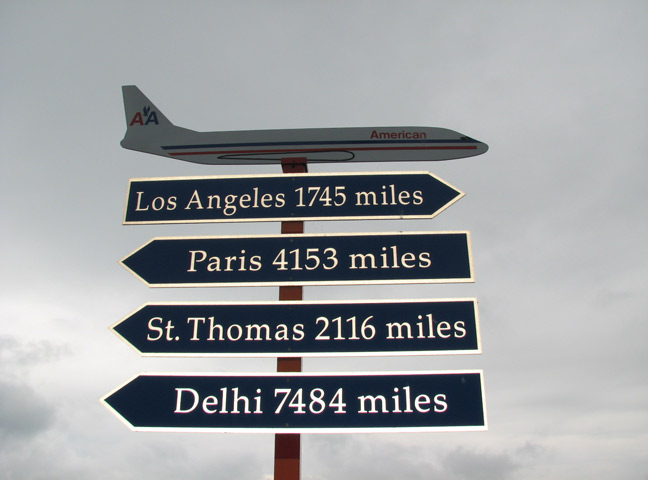 AA
American
Los Angeles 1745 miles
Paris 4153 miles
St. Thomas 2116 miles
Delhi 7484 miles